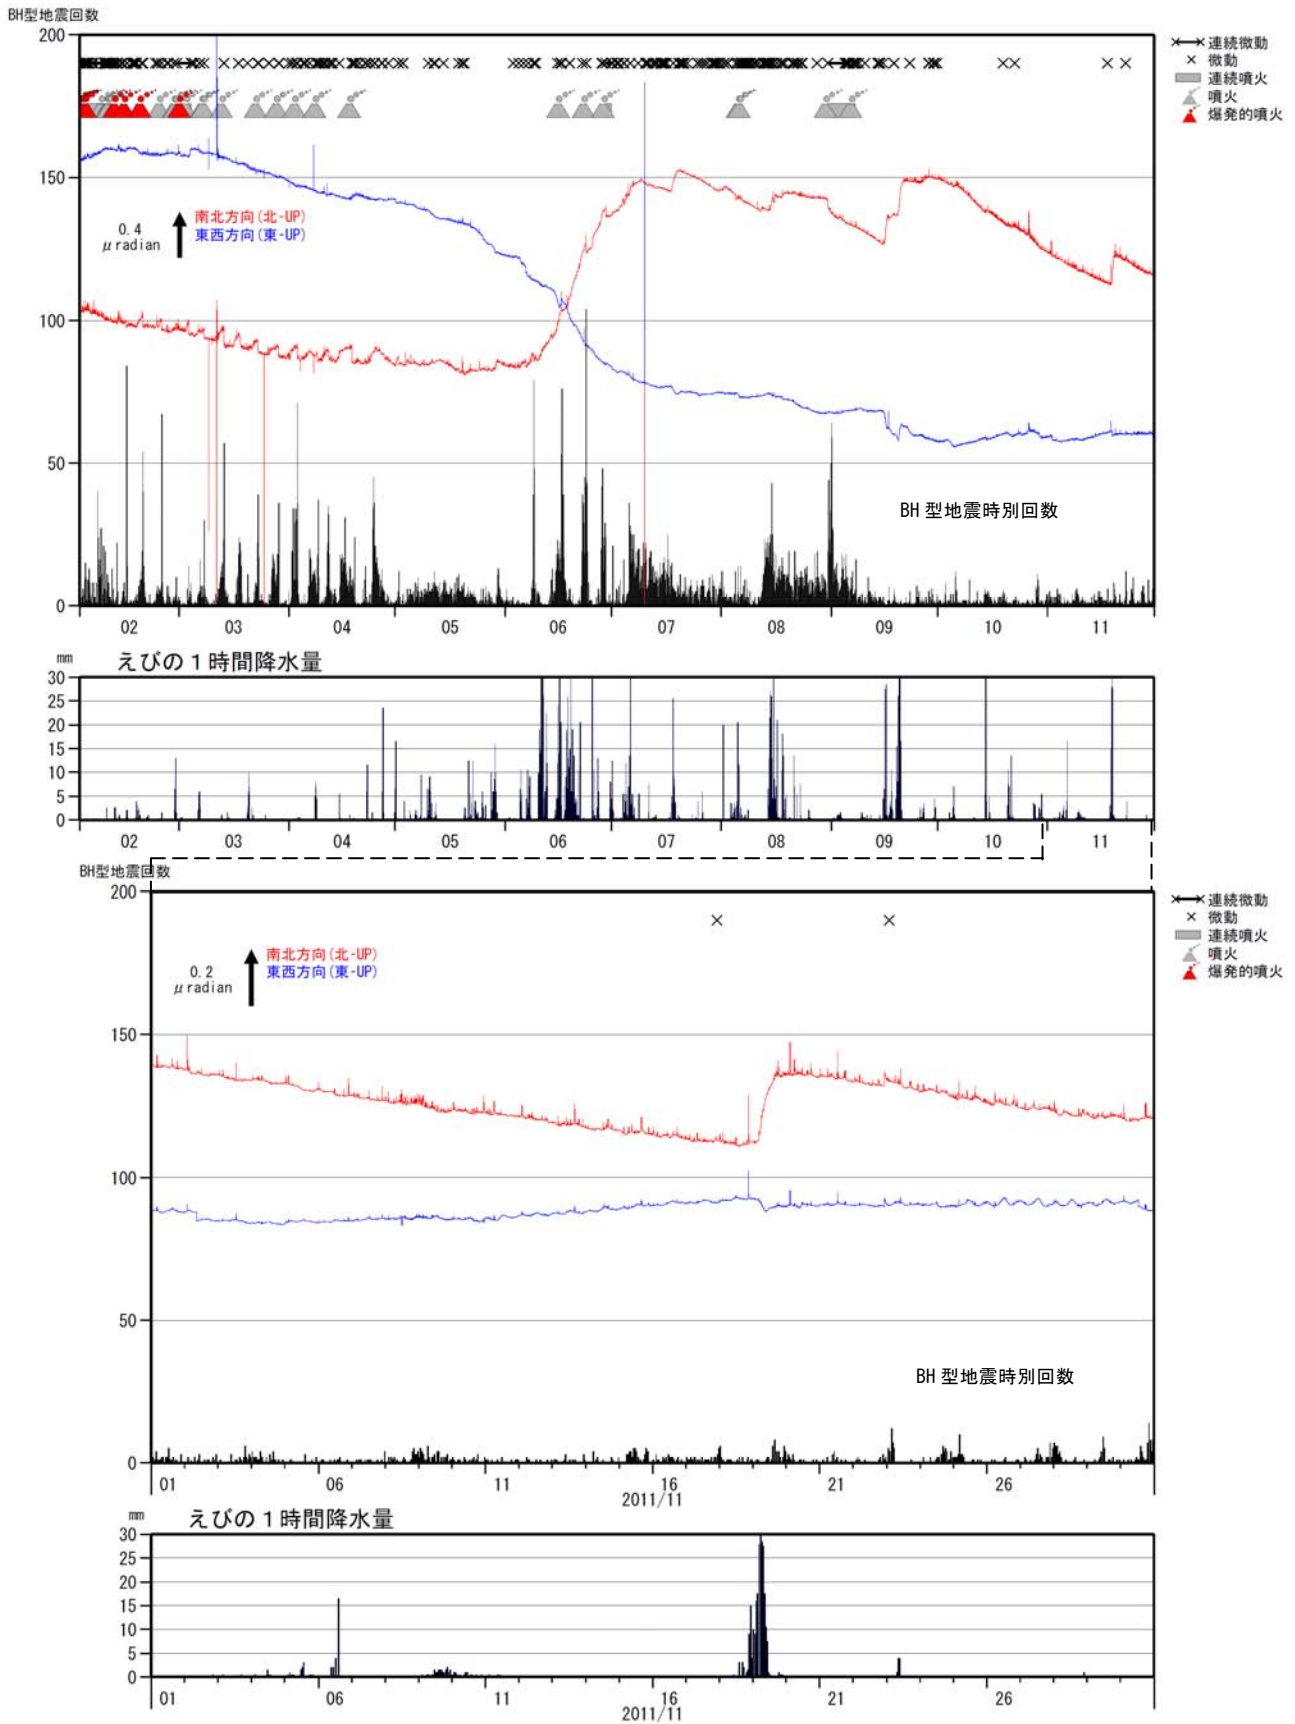 BH型地震回数
200
150
100
50
0
連続微動
微動
連続噴火
噴火
爆発的噴火
0.4
μradian
南北方向(北-UP)
東西方向(東-UP)
BH型地震時別回数
02 03 04 05 06 07 08 09 10 11
mm
えびの1時間降水量
30
25
20
15
10
5
0
02 03 04 05 06 07 08 09 10 11
BH型地震回数
200
150
100
50
0
連続微動
微動
連続噴火
噴火
爆発的噴火
0.2
μradian
南北方向(北-UP)
東西方向(東-UP)
BH型地震時別回数
01 06 11 16 21 26
2011/11
mm
えびの1時間降水量
30
25
20
15
10
5
0
01 06 11 16 21 26
2011/11